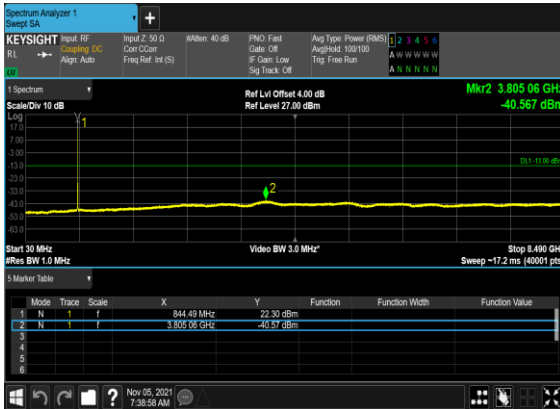 Spectrum Analyzer 1
Swept SA
+
KEYSIGHT Input: RF Input Z: 50 Ω #Atten: 40 dB PNO: Fast Avg Type: Power (RMS) 1 2 3 4 5 6
RL Coupling: DC Corr CCorr Gate: Off Avg|Hold: 100/100 A W W W W W
Align: Auto Freq Ref: Int (S) IF Gain: Low Trig: Free Run
Sig Track: Off A N N N N N
1 Spectrum Ref Lvl Offset 4.00 dB Mkr2 3.805 06 GHz
Scale/Div 10 dB Ref Level 27.00 dBm -40.567 dBm
Log
17.0
7.00
-3.00
-13.0
-23.0
-33.0
-43.0
-53.0
-63.0
1
DL1 -13.00 dBm
2
Start 30 MHz Video BW 3.0 MHz* Stop 8.490 GHz
#Res BW 1.0 MHz Sweep ~17.2 ms (40001 pts)
5 Marker Table
Mode Trace Scale X Y Function Function Width Function Value
1 N 1 f 844.49 MHz 22.30 dBm
2 N 1 f 3.805 06 GHz -40.57 dBm
3
4
5
6
? Nov 05, 2021
7:38:58 AM